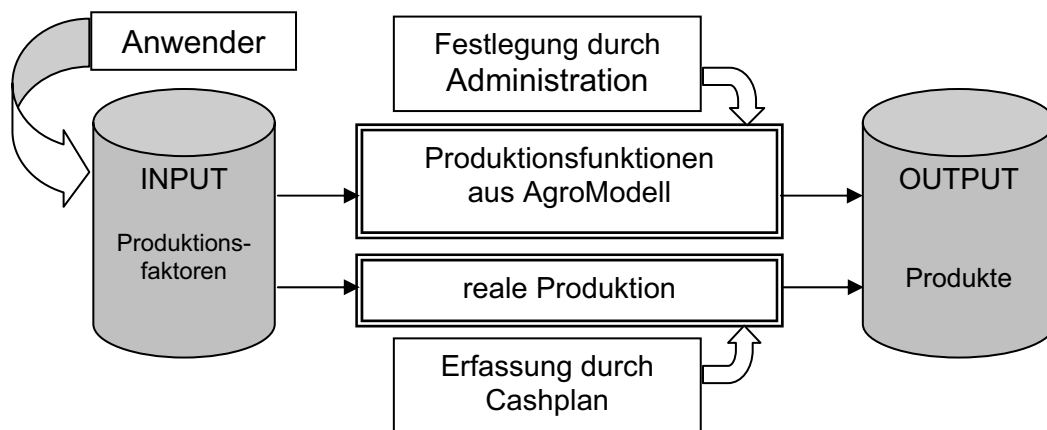 Anwender
Festlegung durch
Administration
INPUT
Produktions-
faktoren
Produktionsfunktionen
aus AgroModell
OUTPUT
Produkte
reale Produktion
Erfassung durch
Cashplan